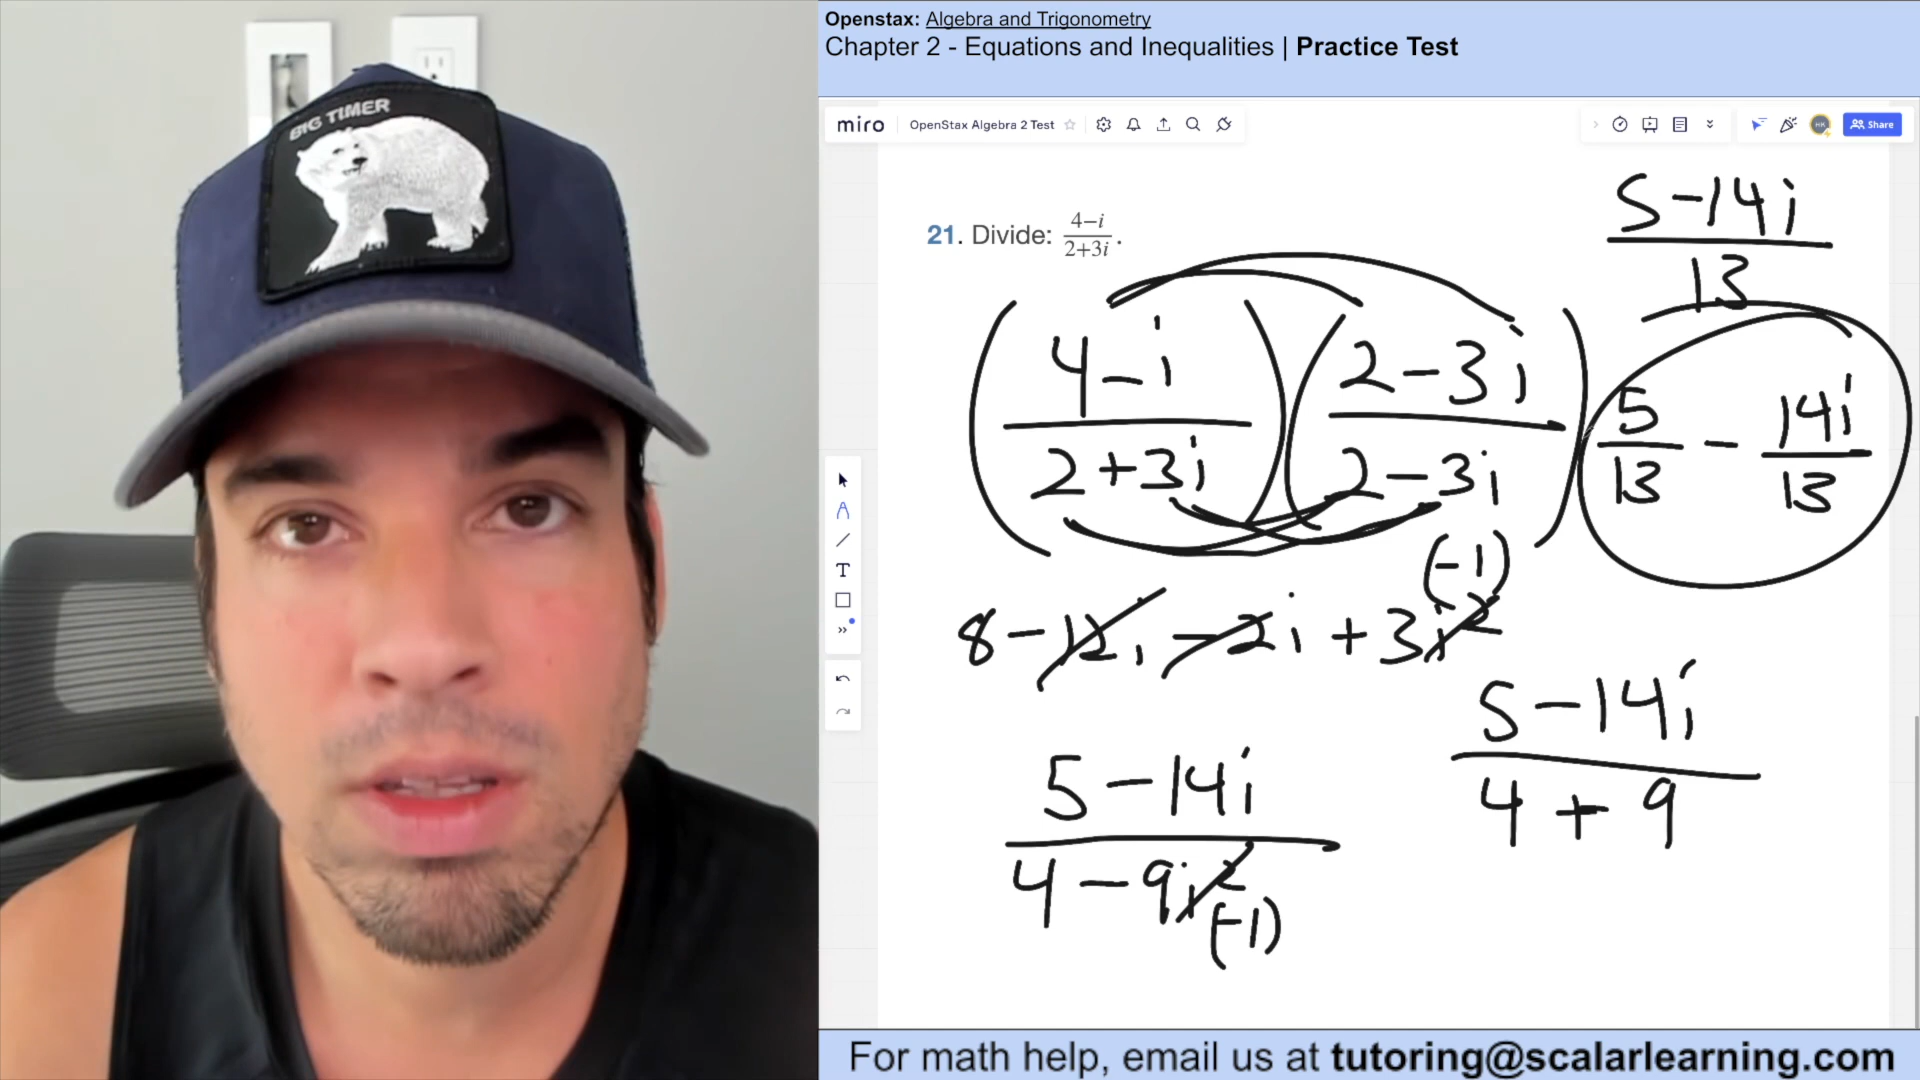 BIG TIMER
Openstax: Algebra and Trigonometry
Chapter 2 - Equations and Inequalities | Practice Test
miro OpenStax Algebra 2 Test
Share
21. Divide: (4−i)/(2+3i).
5-14i
13
4-i
2+3i
2-3i
2-3i
5/13 - 14i/13
(-1)
8-12i-2i+3i²
5-14i
4-9i²
(-1)
5-14i
4+9
For math help, email us at tutoring@scalarlearning.com